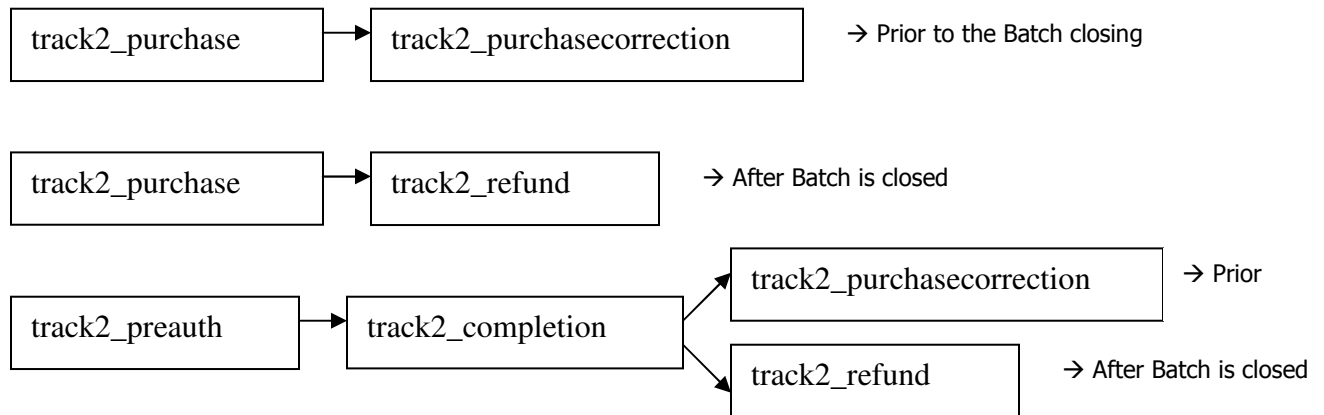 track2_purchase track2_purchasecorrection → Prior to the Batch closing
track2_purchase track2_refund → After Batch is closed
track2_purchasecorrection → Prior
track2_preauth track2_completion
track2_refund → After Batch is closed